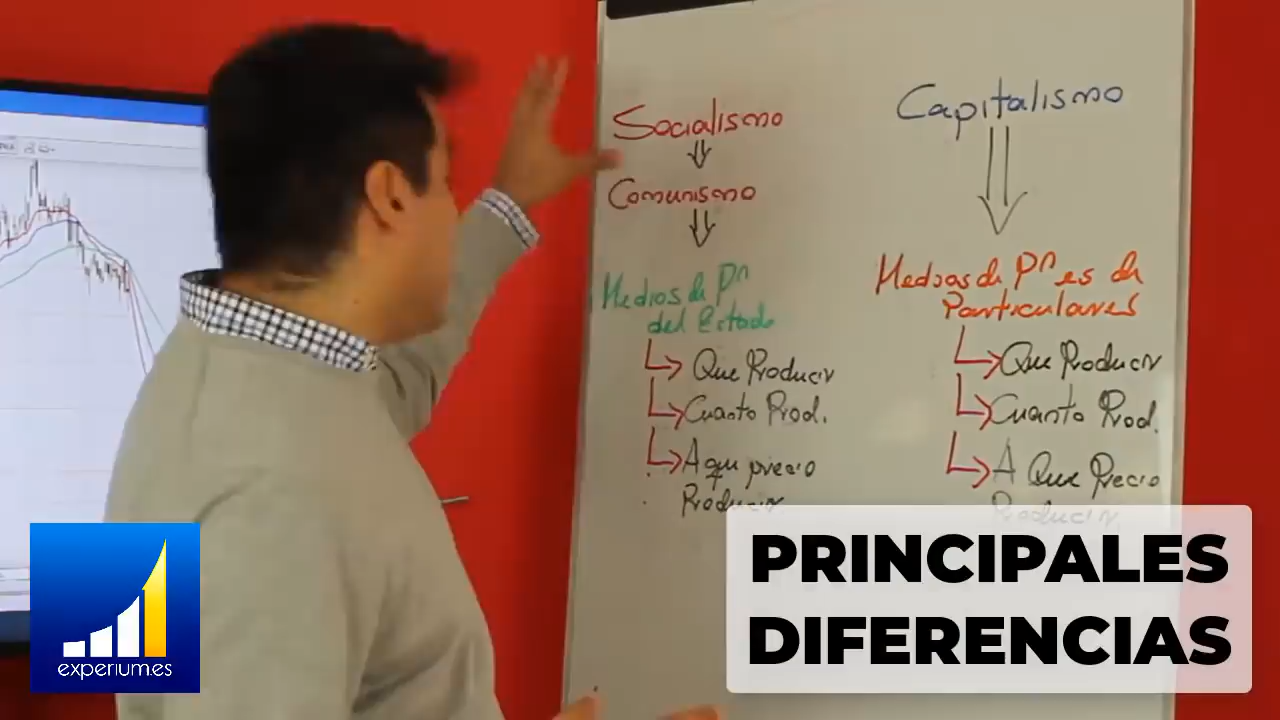 Socialismo
Comunismo
Medios de Pⁿ
del Estado
Que Producir
Cuanto Prod.
A que precio
Producir
Capitalismo
Medios de Pⁿ es de
Particulares
Que Producir
Cuanto Prod.
A Que Precio
Producir
PRINCIPALES
DIFERENCIAS
experium.es